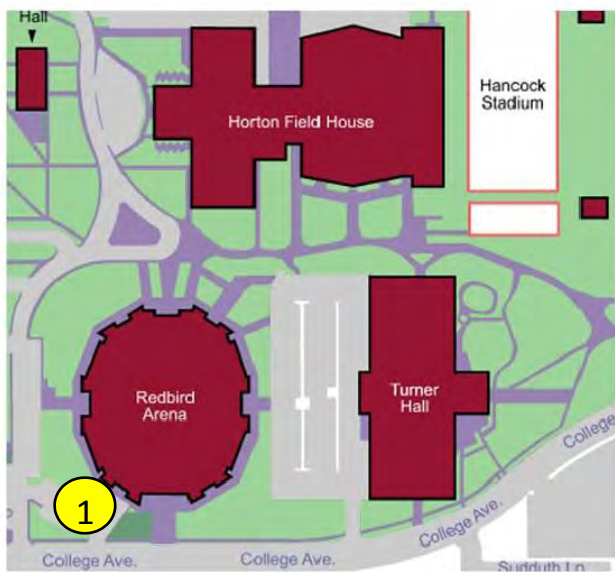 Hall
Horton Field House
Hancock
Stadium
Redbird
Arena
Turner
Hall
1
College
College Ave.
College Ave.
College Ave.
Sudduth Ln.